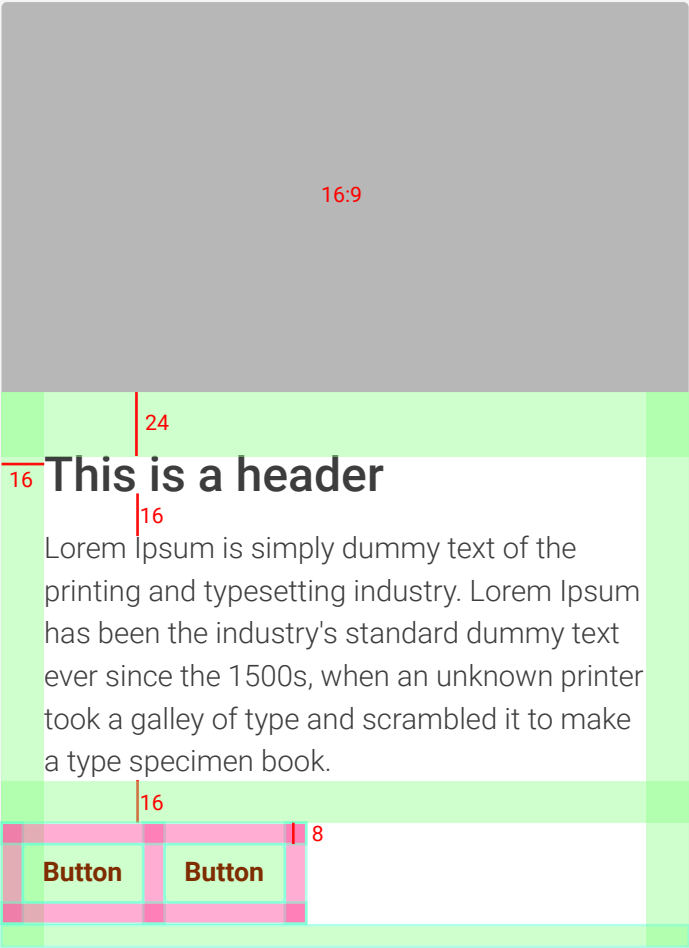 16:9
24
This is a header
16
16
Lorem Ipsum is simply dummy text of the
printing and typesetting industry. Lorem Ipsum
has been the industry's standard dummy text
ever since the 1500s, when an unknown printer
took a galley of type and scrambled it to make
a type specimen book.
16
8
Button Button